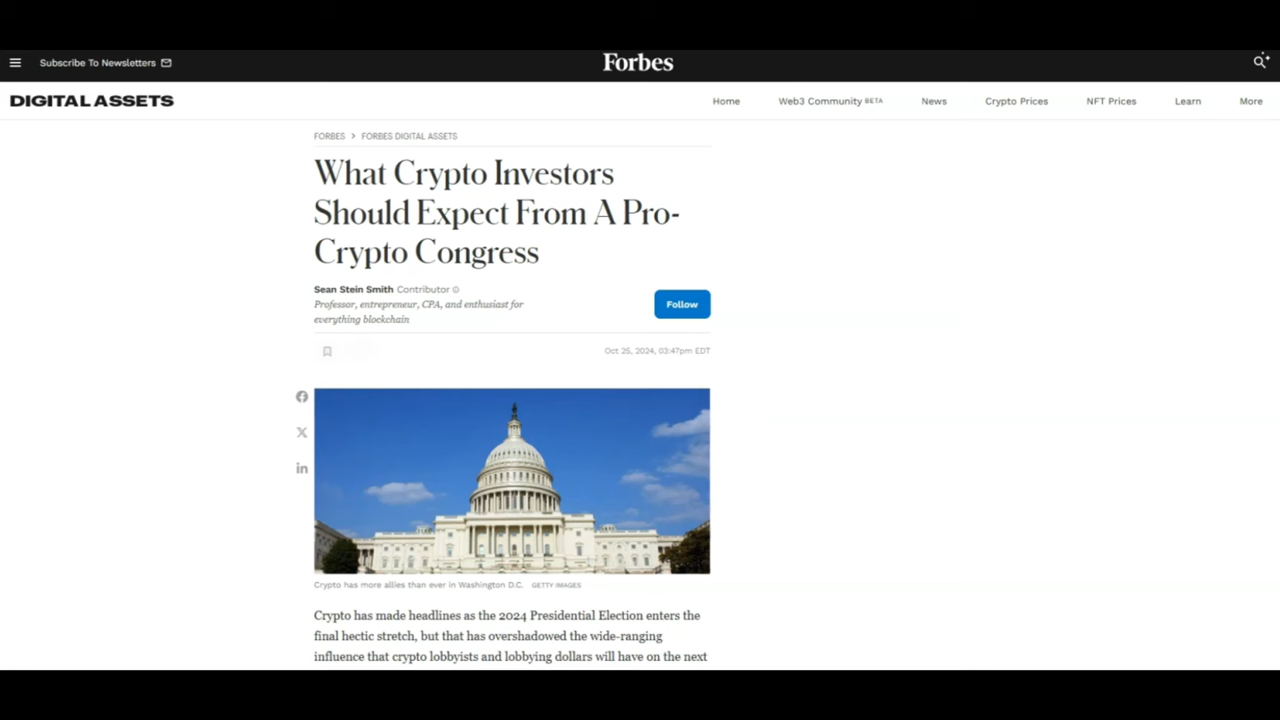 Subscribe To Newsletters
Forbes
DIGITAL ASSETS
Home Web3 Community BETA News Crypto Prices NFT Prices Learn More
FORBES > FORBES DIGITAL ASSETS
What Crypto Investors
Should Expect From A Pro-
Crypto Congress
Sean Stein Smith Contributor
Professor, entrepreneur, CPA, and enthusiast for
everything blockchain
Follow
Oct 25, 2024, 03:47pm EDT
Crypto has more allies than ever in Washington D.C. GETTY IMAGES
Crypto has made headlines as the 2024 Presidential Election enters the
final hectic stretch, but that has overshadowed the wide-ranging
influence that crypto lobbyists and lobbying dollars will have on the next